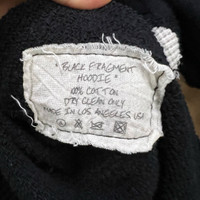 "BLACK FRAGMENT
HOODIE"
100% COTTON
DRY CLEAN ONLY
MADE IN LOS ANGELES USA